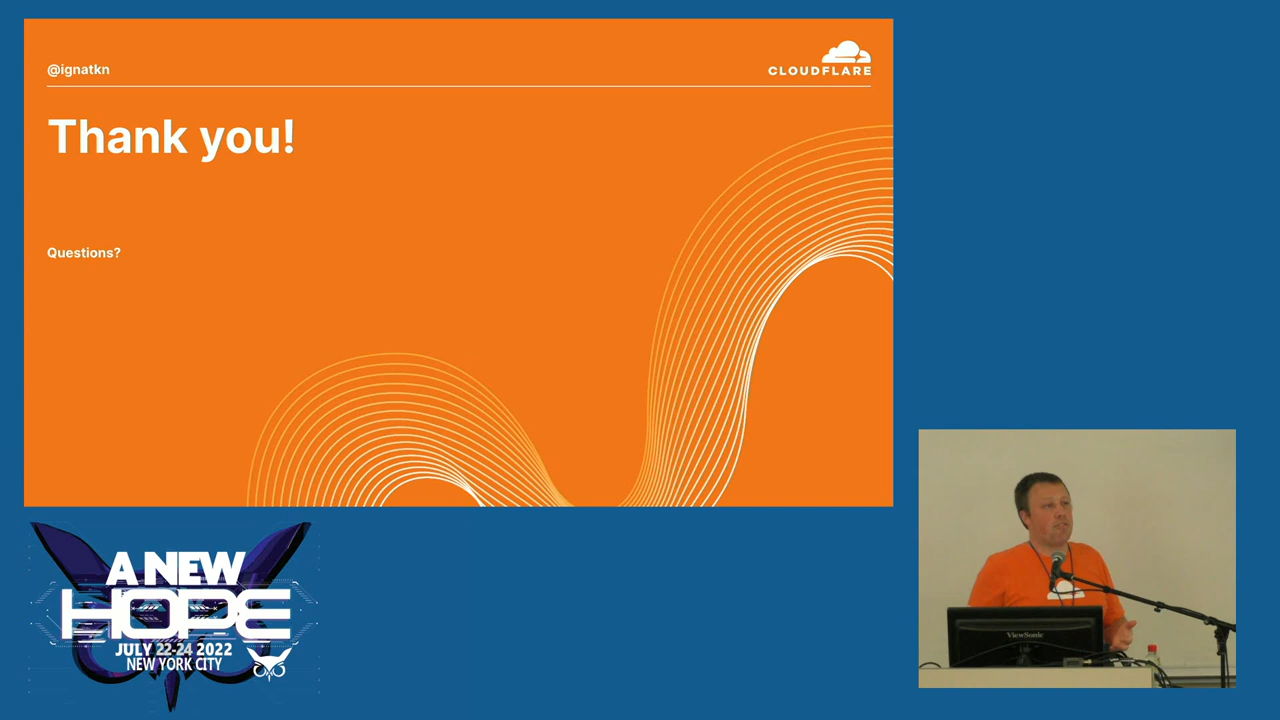 @ignatkn
CLOUDFLARE
Thank you!
Questions?
A NEW
HOPE
JULY 22-24 2022
NEW YORK CITY
ViewSonic